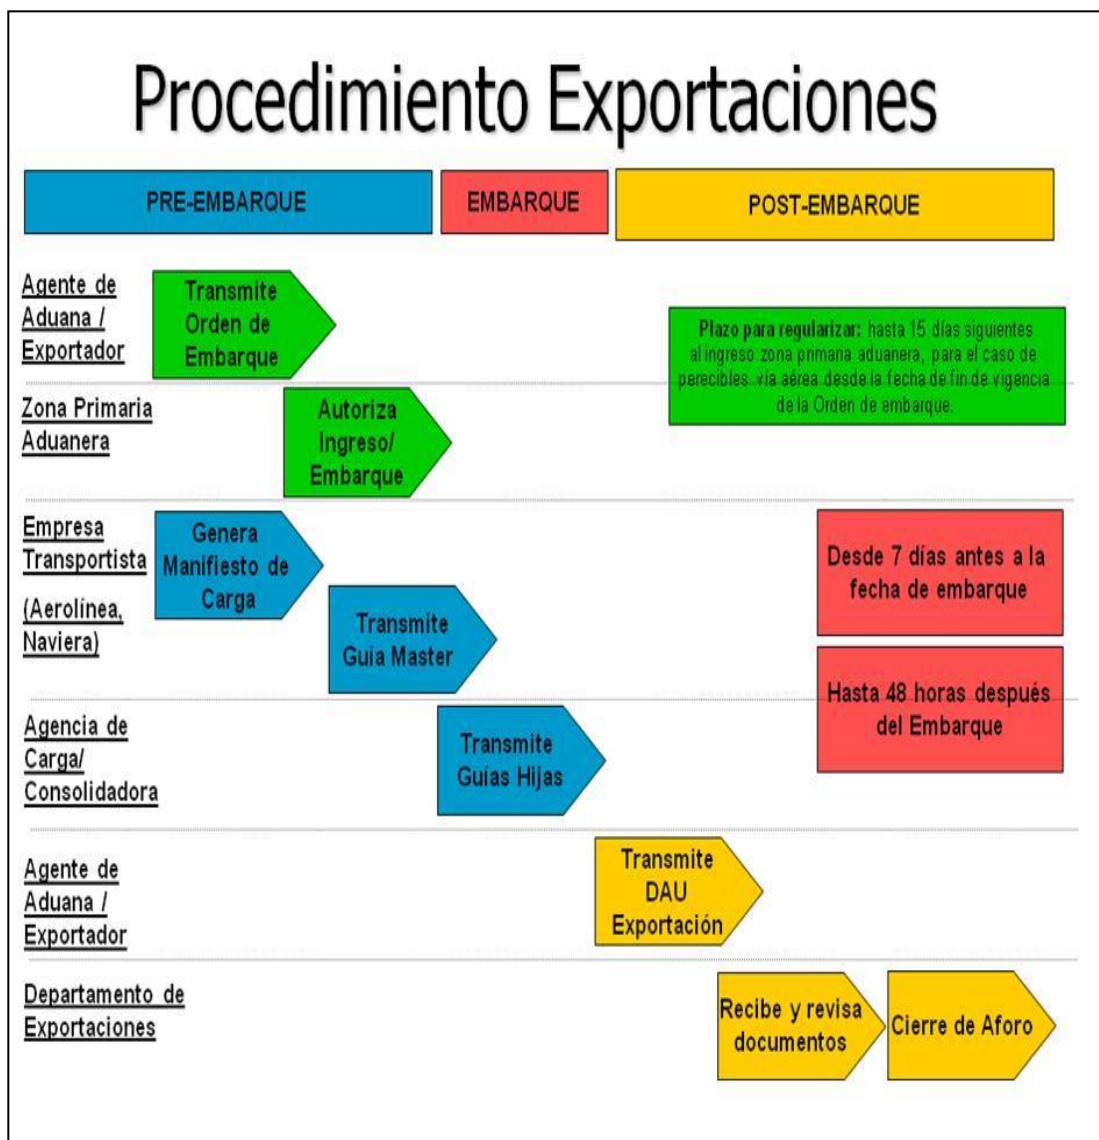 Procedimiento Exportaciones
PRE-EMBARQUE
EMBARQUE
POST-EMBARQUE
Agente de
Aduana /
Exportador
Transmite
Orden de
Embarque
Plazo para regularizar: hasta 15 días siguientes
al ingreso zona primaria aduanera, para el caso de
perecibles vía aérea desde la fecha de fin de vigencia
de la Orden de embarque.
Zona Primaria
Aduanera
Autoriza
Ingreso/
Embarque
Empresa
Transportista
(Aerolínea,
Naviera)
Genera
Manifiesto de
Carga
Transmite
Guía Master
Desde 7 días antes a la
fecha de embarque
Hasta 48 horas después
del Embarque
Agencia de
Carga/
Consolidadora
Transmite
Guías Hijas
Agente de
Aduana /
Exportador
Transmite
DAU
Exportación
Departamento de
Exportaciones
Recibe y revisa
documentos
Cierre de Aforo